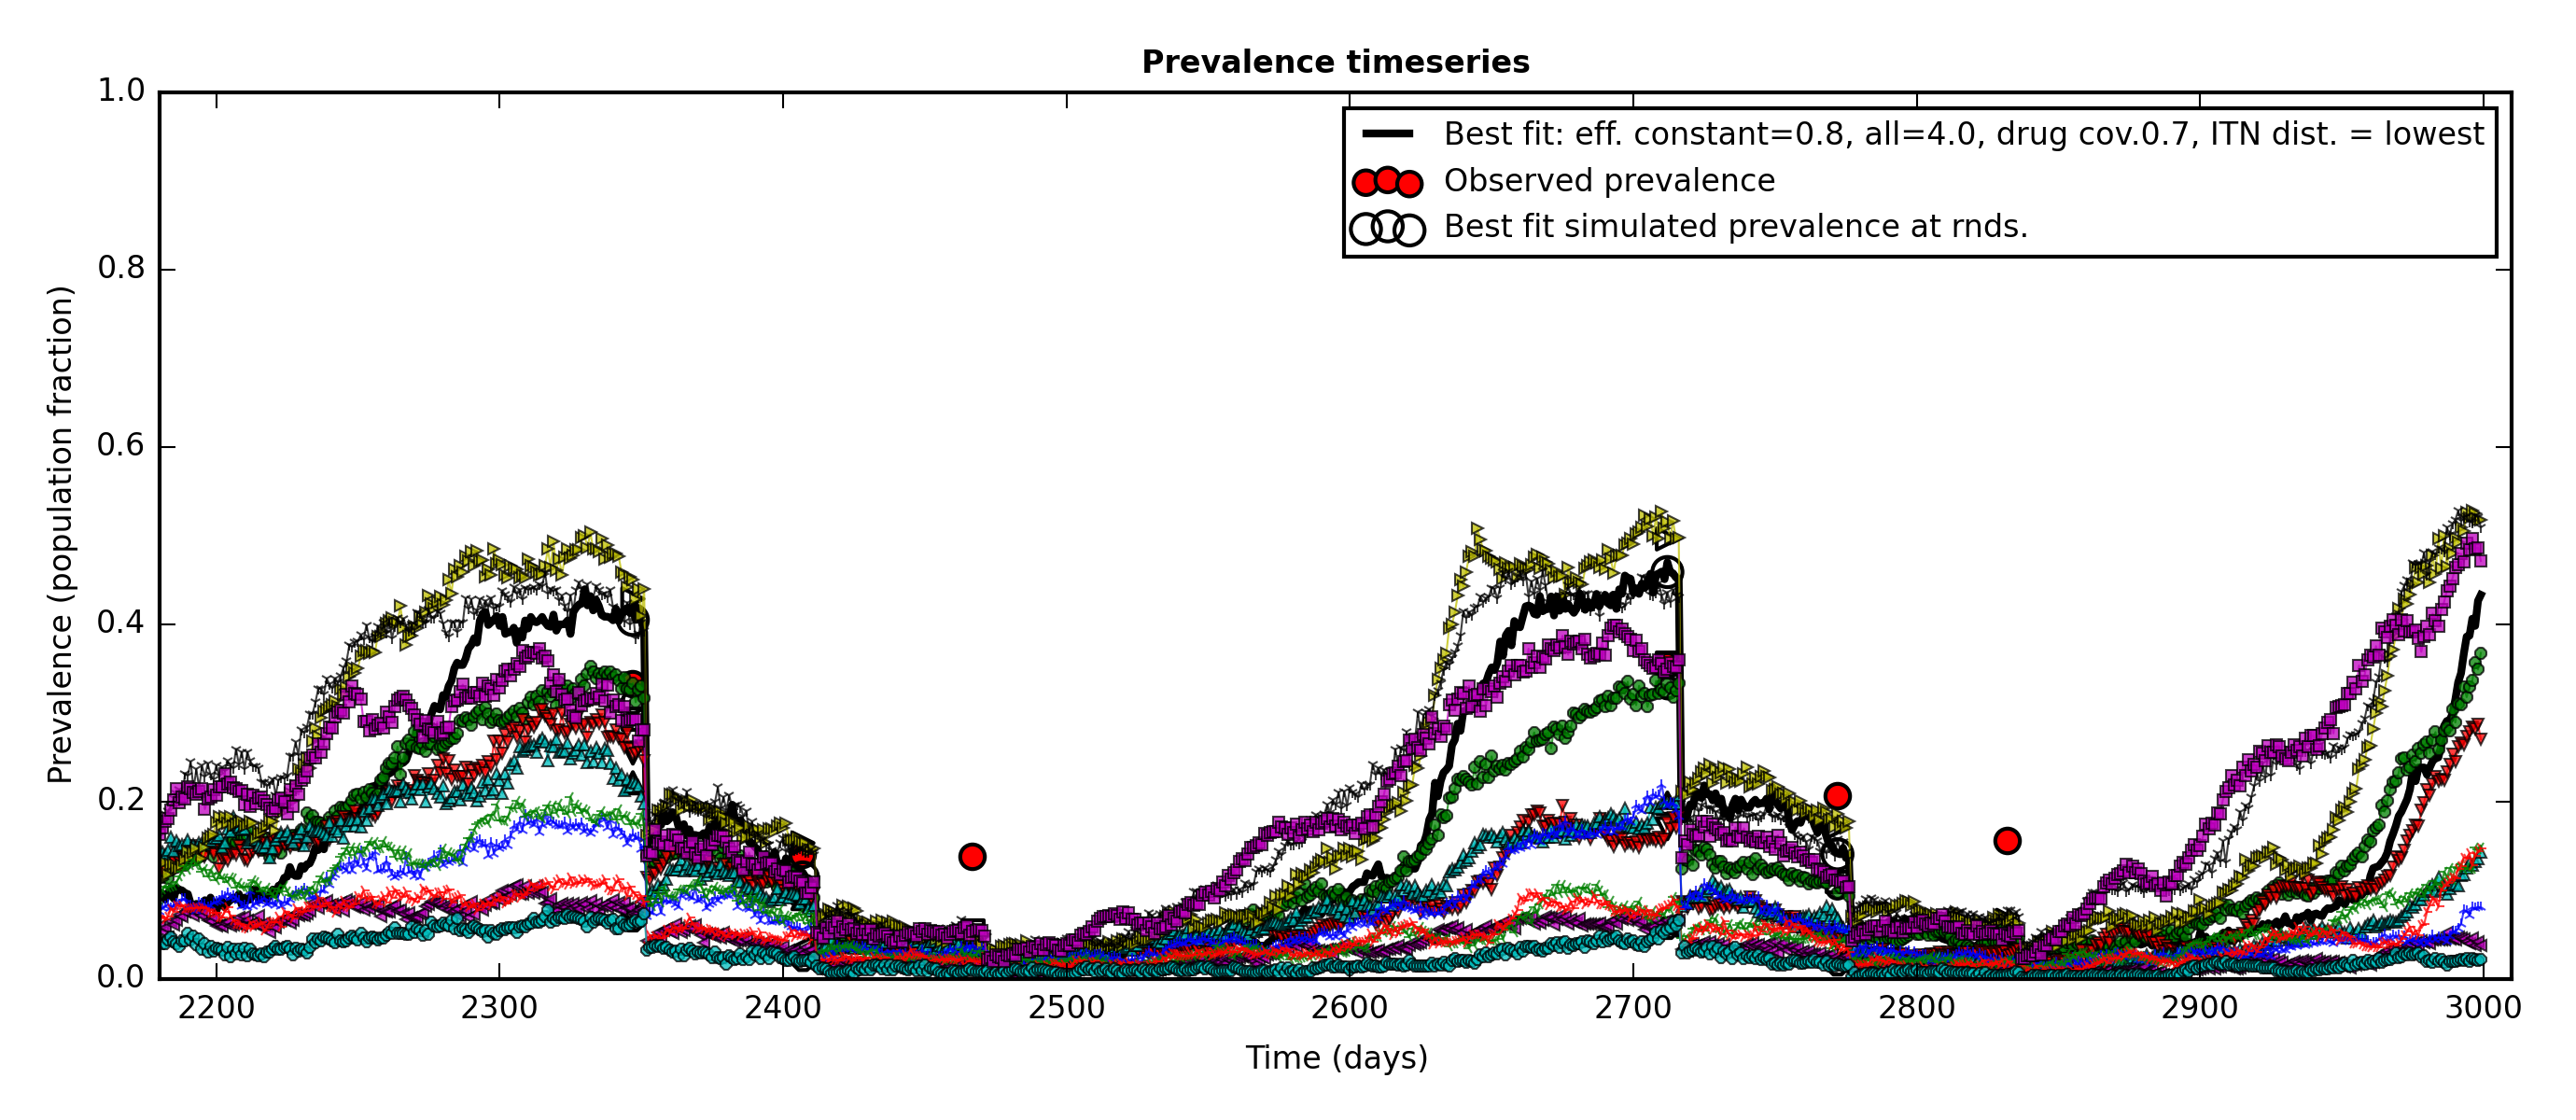 Prevalence timeseries
1.0
0.8
0.6
0.4
0.2
0.0
Prevalence (population fraction)
Best fit: eff. constant=0.8, all=4.0, drug cov.0.7, ITN dist. = lowest
Observed prevalence
Best fit simulated prevalence at rnds.
2200 2300 2400 2500 2600 2700 2800 2900 3000
Time (days)